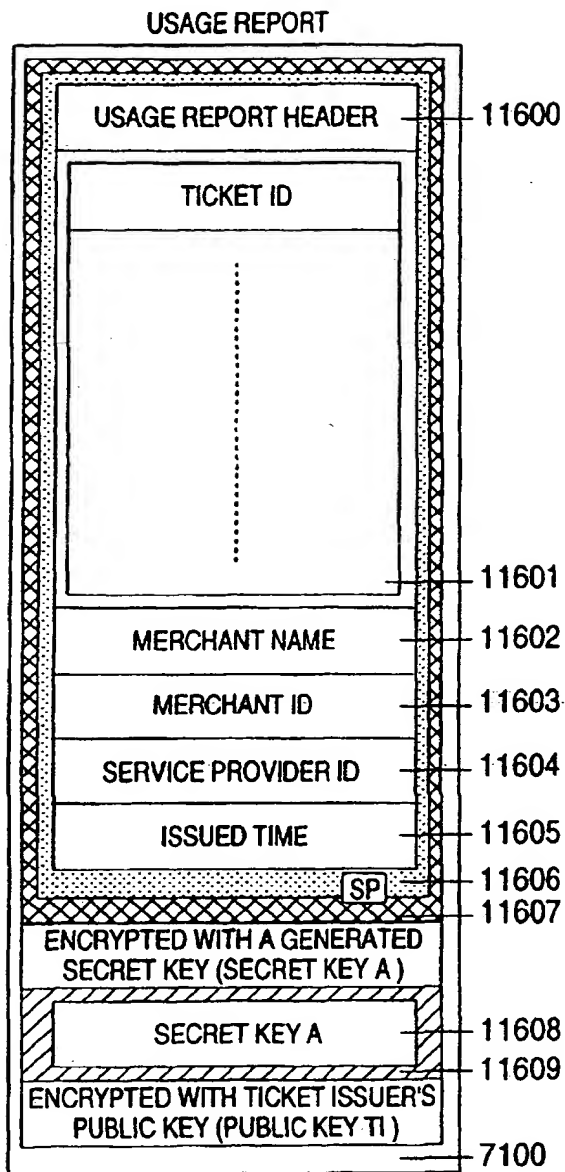 USAGE REPORT
USAGE REPORT HEADER
11600
TICKET ID
11601
MERCHANT NAME
11602
MERCHANT ID
11603
SERVICE PROVIDER ID
11604
ISSUED TIME
11605
SP
11606
11607
ENCRYPTED WITH A GENERATED
SECRET KEY (SECRET KEY A)
SECRET KEY A
11608
11609
ENCRYPTED WITH TICKET ISSUER'S
PUBLIC KEY (PUBLIC KEY TI)
7100